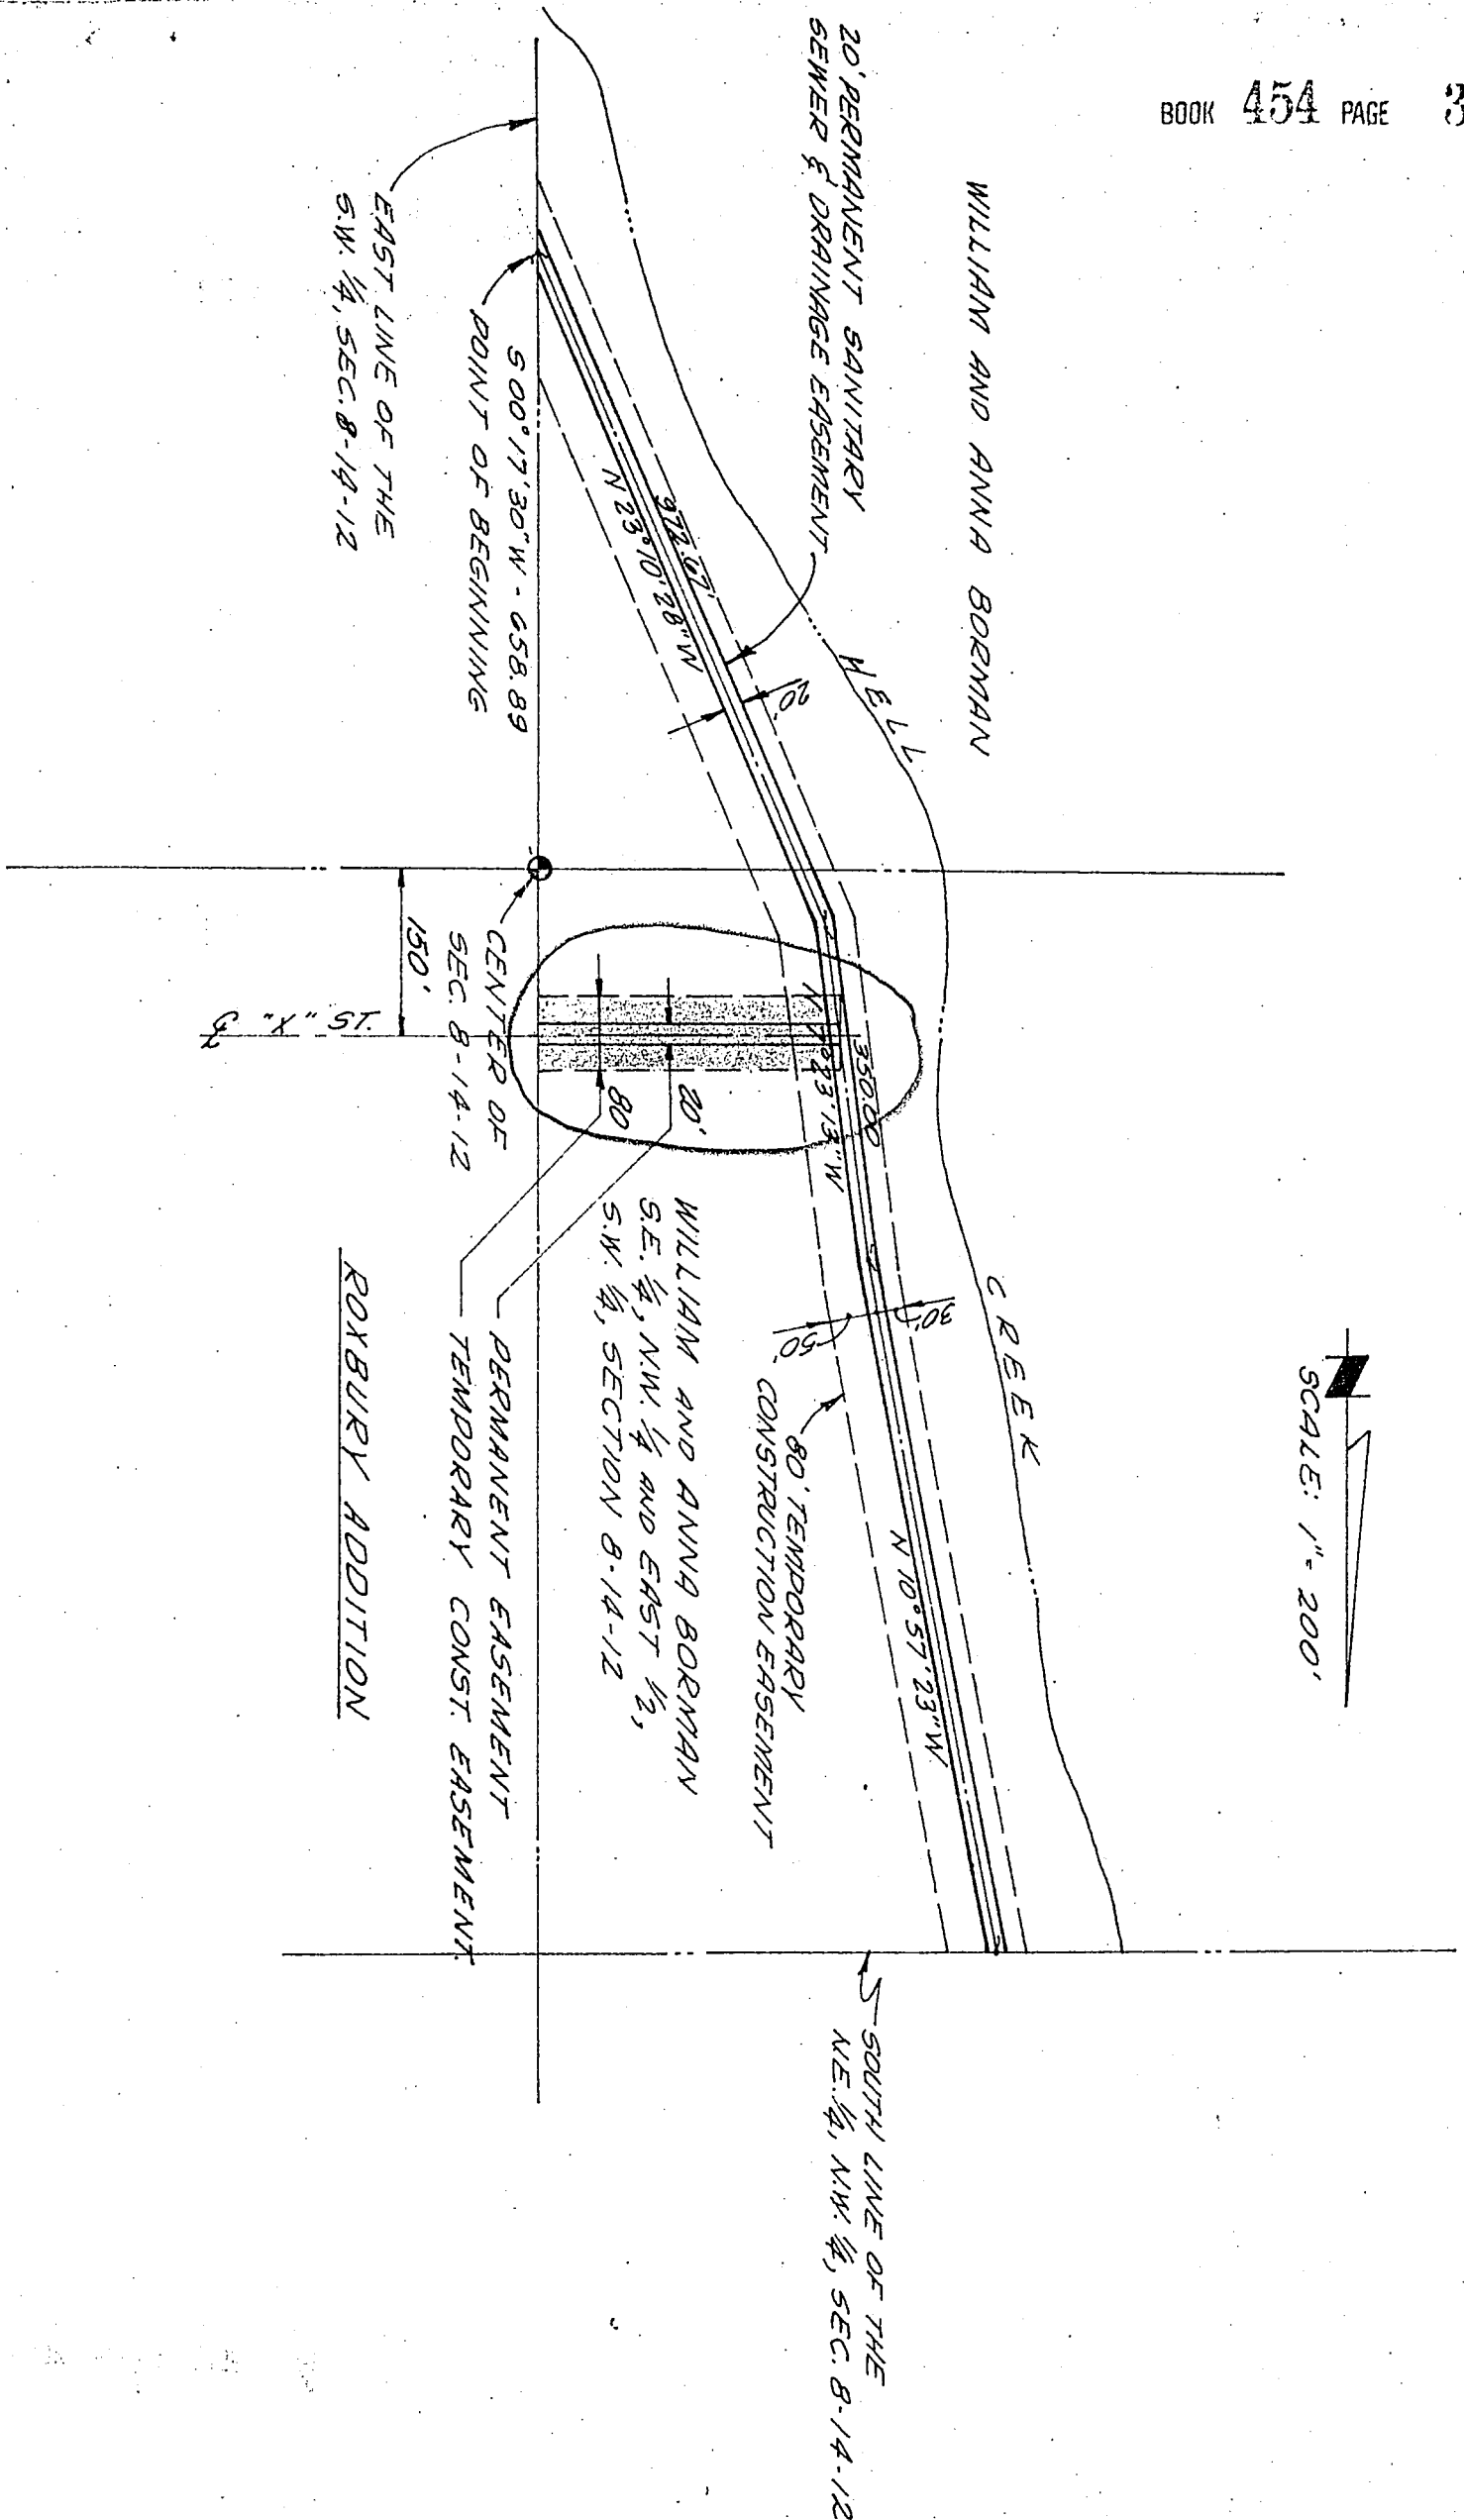 BOOK 454 PAGE 3
WILLIAM AND ANNA BORMAN
20' PERMANENT SANITARY
SEWER & DRAINAGE EASEMENT
EAST LINE OF THE
S.W. 1/4, SEC. 8-14-12
S 00° 17' 30" W - 658.89
POINT OF BEGINNING
972.67'
N 23° 10' 28" W
20'
HELL
CREEK
CENTER OF
SEC. 8-14-12
150'
"X" ST.
N 7° 23' 13" W
350.00
20'
80
30'
50'
80' TEMPORARY
CONSTRUCTION EASEMENT
N 10° 57' 23" W
WILLIAM AND ANNA BORMAN
S.E. 1/4, N.W. 1/4 AND EAST 1/2,
S.W. 1/4, SECTION 8-14-12
PERMANENT EASEMENT
TEMPORARY CONST. EASEMENT
ROXBURY ADDITION
SCALE: 1" = 200'
SOUTH LINE OF THE
NE. 1/4, N.W. 1/4, SEC. 8-14-12